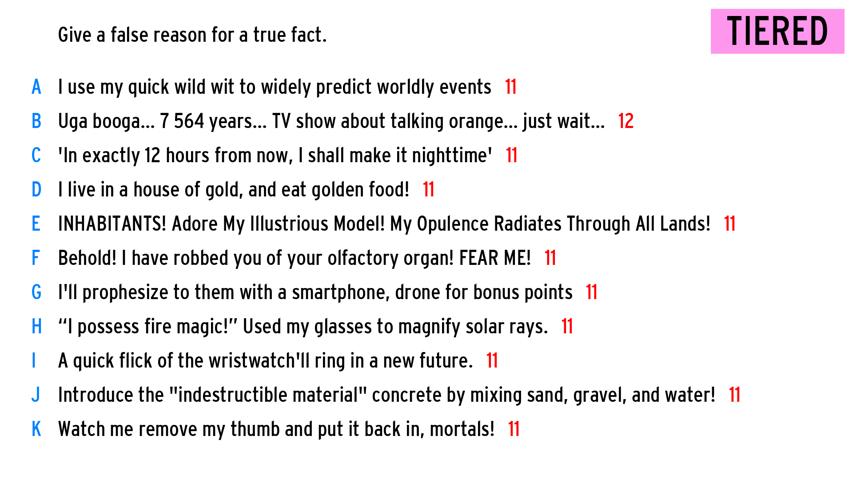 Give a false reason for a true fact.
TIERED
A I use my quick wild wit to widely predict worldly events 11
B Uga booga... 7 564 years... TV show about talking orange... just wait... 12
C 'In exactly 12 hours from now, I shall make it nighttime' 11
D I live in a house of gold, and eat golden food! 11
E INHABITANTS! Adore My Illustrious Model! My Opulence Radiates Through All Lands! 11
F Behold! I have robbed you of your olfactory organ! FEAR ME! 11
G I'll prophesize to them with a smartphone, drone for bonus points 11
H “I possess fire magic!” Used my glasses to magnify solar rays. 11
I A quick flick of the wristwatch'll ring in a new future. 11
J Introduce the "indestructible material" concrete by mixing sand, gravel, and water! 11
K Watch me remove my thumb and put it back in, mortals! 11